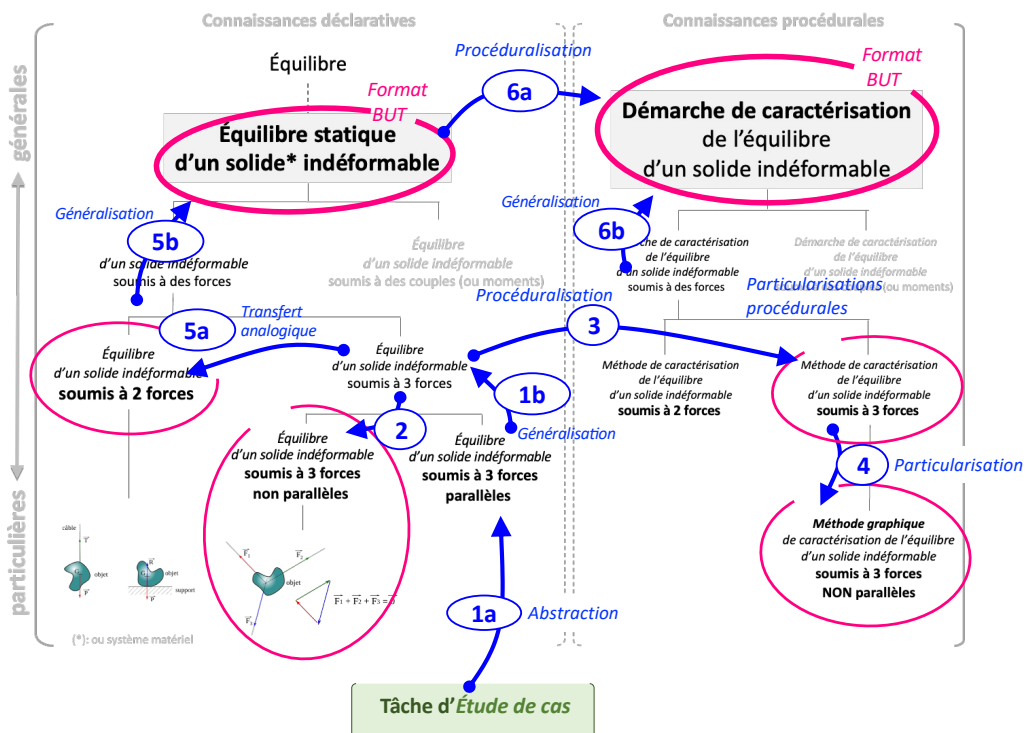 Connaissances déclaratives
Connaissances procédurales
générales
particulières
Équilibre
Format
BUT
Équilibre statique
d'un solide* indéformable
Procéduralisation
6a
Format
BUT
Démarche de caractérisation
de l'équilibre
d'un solide indéformable
Généralisation
5b
d'un solide indéformable
soumis à des forces
Équilibre
d'un solide indéformable
soumis à des couples (ou moments)
Généralisation
6b
che de caractérisation
de l'équilibre
d'un solide indéformable
soumis à des forces
Démarche de caractérisation
de l'équilibre
d'un solide indéformable
(ou moments)
Particularisations
procédurales
5a
Transfert
analogique
Procéduralisation
3
Équilibre
d'un solide indéformable
soumis à 2 forces
Équilibre
d'un solide indéformable
soumis à 3 forces
Méthode de caractérisation
de l'équilibre
d'un solide indéformable
soumis à 2 forces
Méthode de caractérisation
de l'équilibre
d'un solide indéformable
soumis à 3 forces
1b
Généralisation
2
Équilibre
d'un solide indéformable
soumis à 3 forces
non parallèles
Équilibre
d'un solide indéformable
soumis à 3 forces
parallèles
4
Particularisation
Méthode graphique
de caractérisation de l'équilibre
d'un solide indéformable
soumis à 3 forces
NON parallèles
câble
objet
objet
support
objet
1a
Abstraction
(*): ou système matériel
Tâche d'Étude de cas